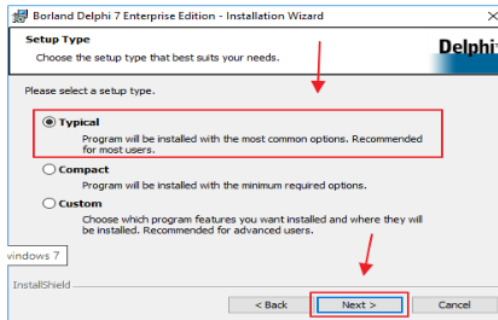 Borland Delphi 7 Enterprise Edition - Installation Wizard
Setup Type
Choose the setup type that best suits your needs.
Delphi
Please select a setup type.
Typical
Program will be installed with the most common options. Recommended
for most users.
Compact
Program will be installed with the minimum required options.
Custom
Choose which program features you want installed and where they will
be installed. Recommended for advanced users.
windows 7
InstallShield
< Back
Next >
Cancel